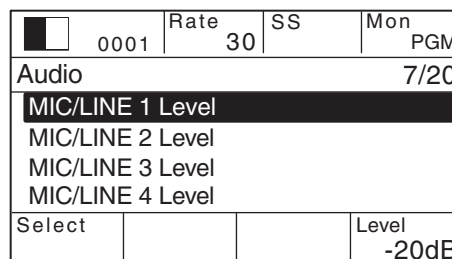 0001 Rate 30 SS Mon PGM
Audio 7/20
MIC/LINE 1 Level
MIC/LINE 2 Level
MIC/LINE 3 Level
MIC/LINE 4 Level
Select Level -20dB